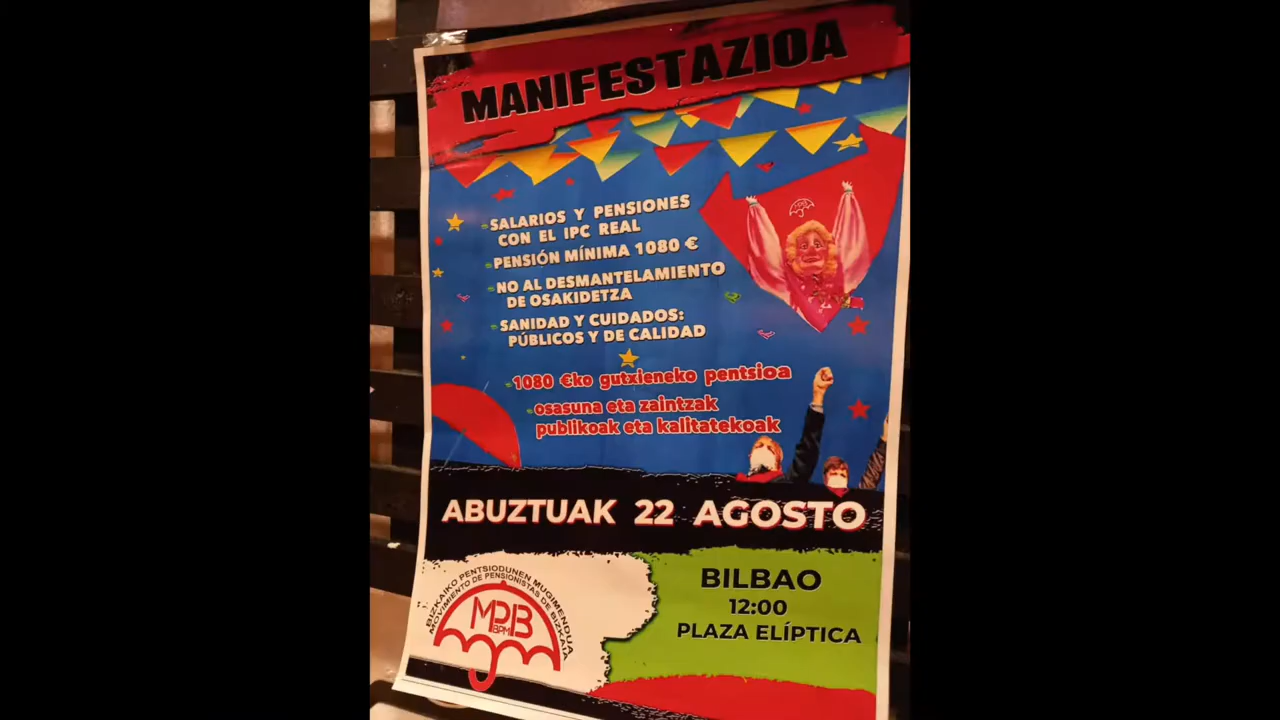 MANIFESTAZIOA
SALARIOS Y PENSIONES
CON EL IPC REAL
PENSIÓN MÍNIMA 1080 €
NO AL DESMANTELAMIENTO
DE OSAKIDETZA
SANIDAD Y CUIDADOS:
PÚBLICOS Y DE CALIDAD
1080 €ko gutxieneko pentsioa
osasuna eta zaintzak
publikoak eta kalitatekoak
ABUZTUAK 22 AGOSTO
BIZKAIKO PENTSIODUNEN MUGIMENDUA
MOVIMIENTO DE PENSIONISTAS DE BIZKAIA
MPB
BPM
BILBAO
12:00
PLAZA ELÍPTICA